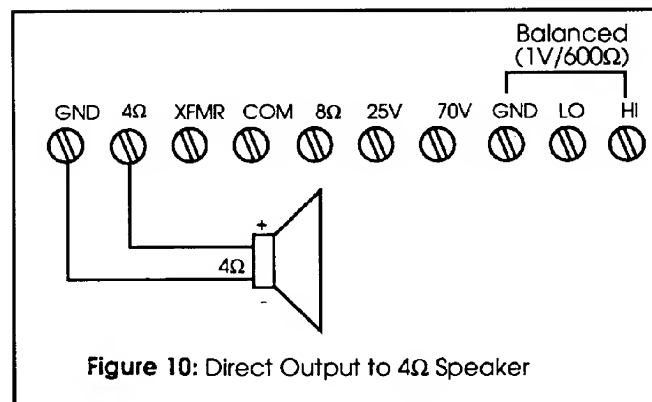 Balanced
(1V/600Ω)
GND 4Ω XFMR COM 8Ω 25V 70V GND LO HI
+
4Ω
-
Figure 10: Direct Output to 4Ω Speaker